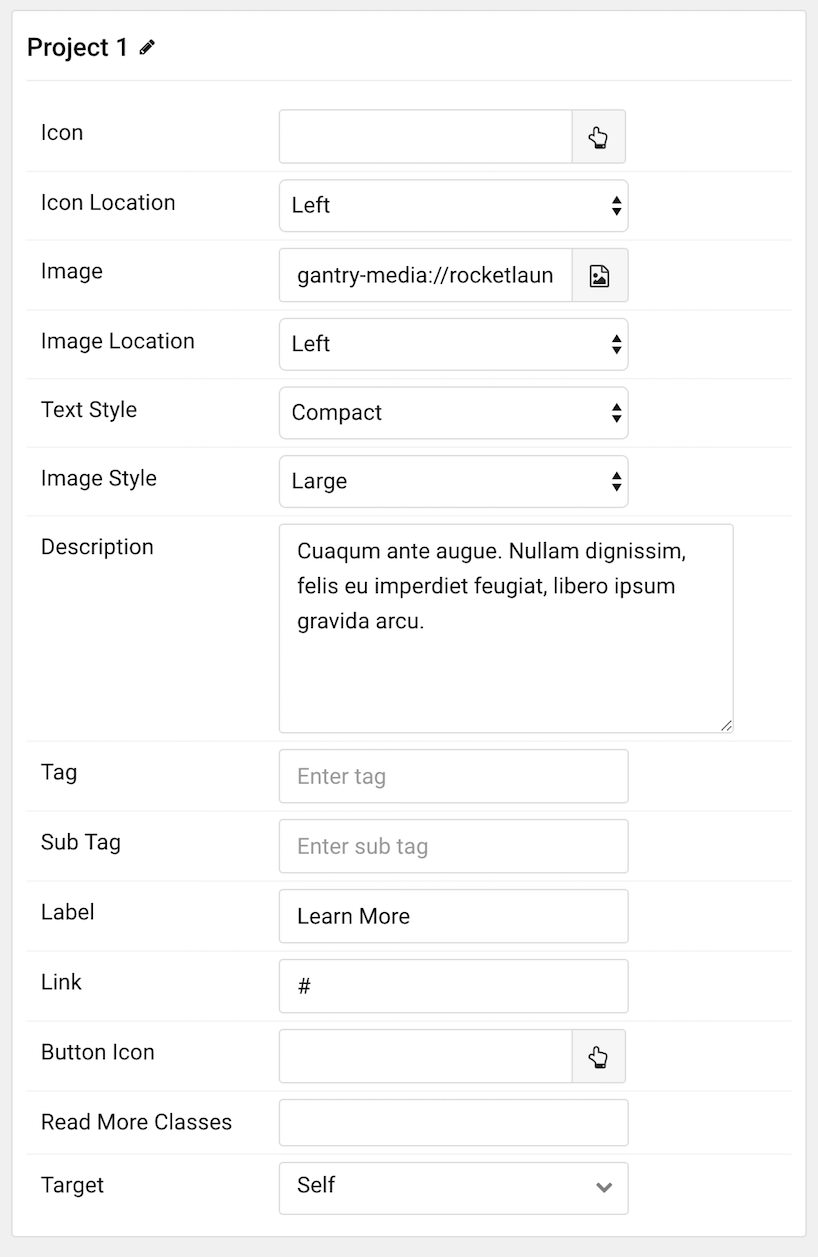 Project 1
Icon
Icon Location Left
Image gantry-media://rocketlaun
Image Location Left
Text Style Compact
Image Style Large
Description Cuaqum ante augue. Nullam dignissim,
felis eu imperdiet feugiat, libero ipsum
gravida arcu.
Tag Enter tag
Sub Tag Enter sub tag
Label Learn More
Link #
Button Icon
Read More Classes
Target Self